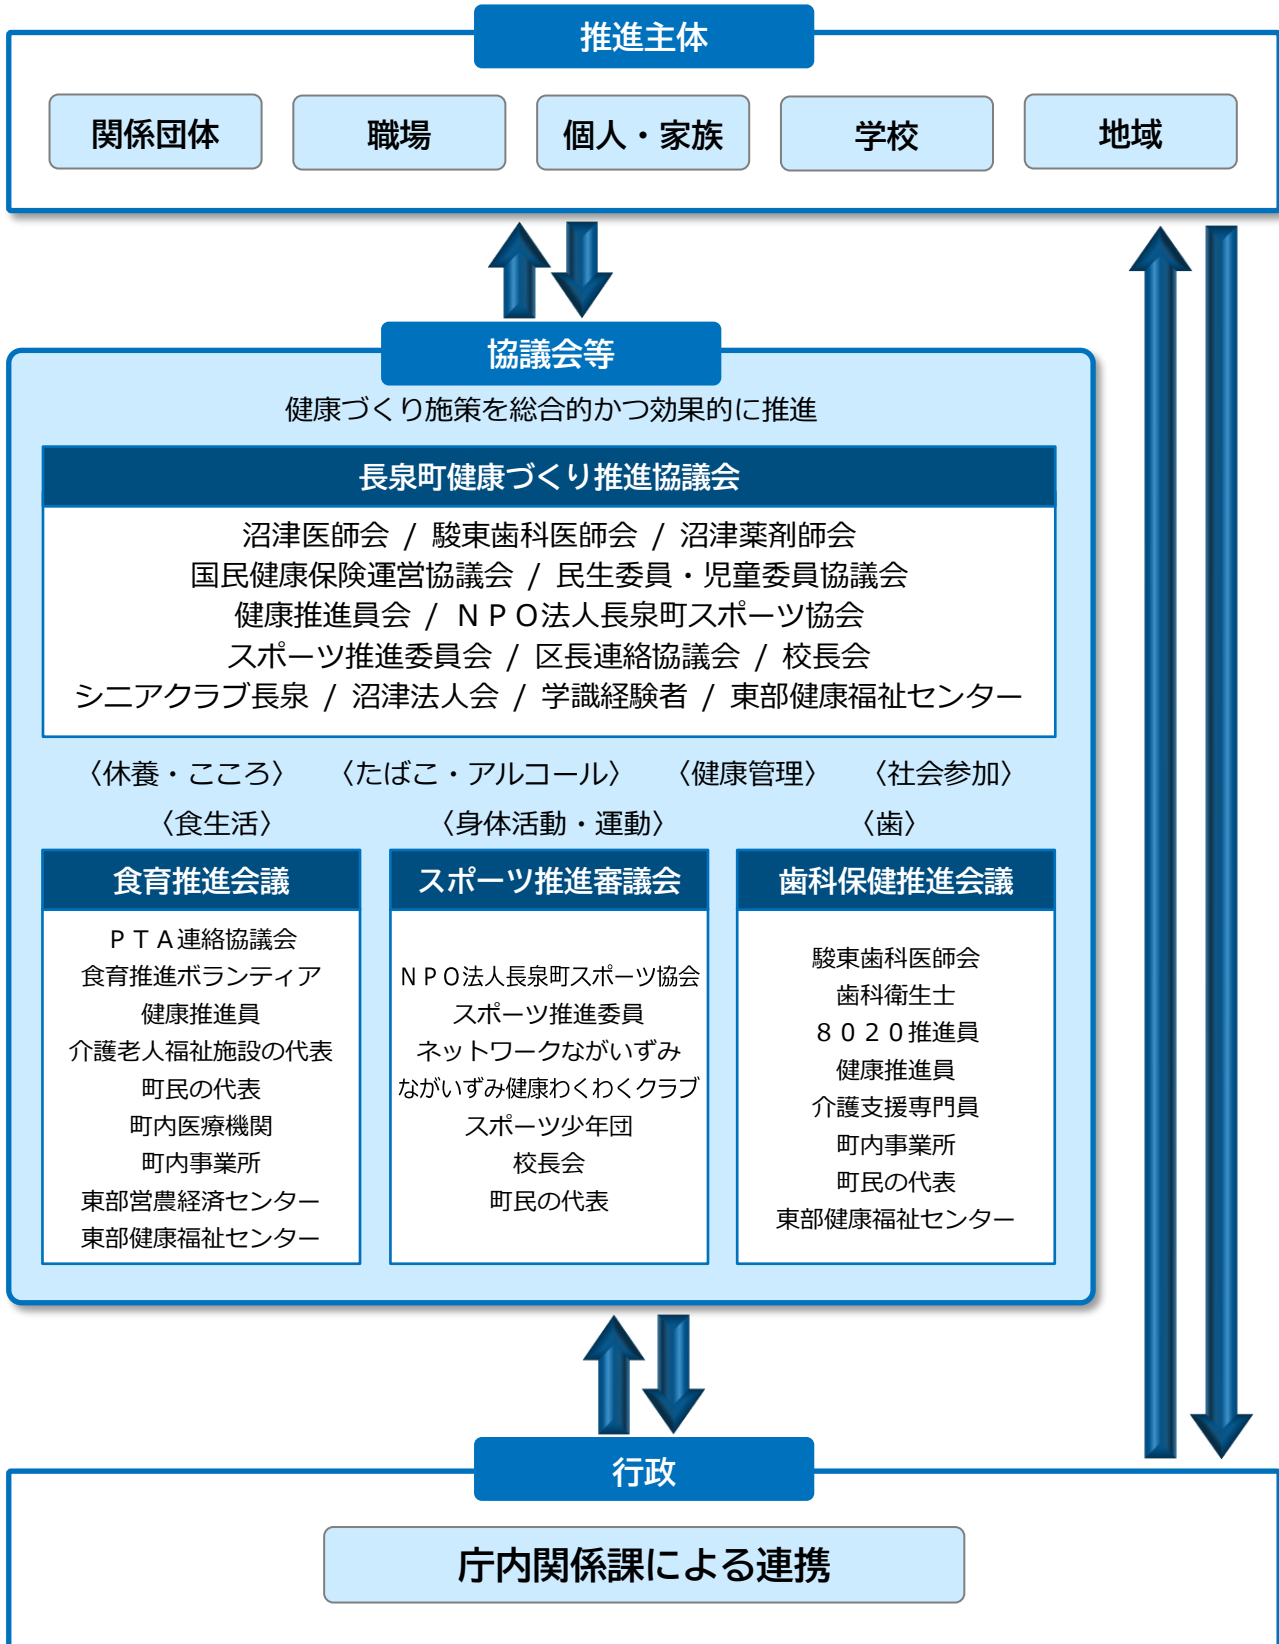 推進主体
関係団体
職場
個人・家族
学校
地域
協議会等
健康づくり施策を総合的かつ効果的に推進
長泉町健康づくり推進協議会
沼津医師会 / 駿東歯科医師会 / 沼津薬剤師会
国民健康保険運営協議会 / 民生委員・児童委員協議会
健康推進員会 / ＮＰＯ法人長泉町スポーツ協会
スポーツ推進委員会 / 区長連絡協議会 / 校長会
シニアクラブ長泉 / 沼津法人会 / 学識経験者 / 東部健康福祉センター
〈休養・こころ〉 〈たばこ・アルコール〉 〈健康管理〉 〈社会参加〉
〈食生活〉 〈身体活動・運動〉 〈歯〉
食育推進会議
ＰＴＡ連絡協議会
食育推進ボランティア
健康推進員
介護老人福祉施設の代表
町民の代表
町内医療機関
町内事業所
東部営農経済センター
東部健康福祉センター
スポーツ推進審議会
ＮＰＯ法人長泉町スポーツ協会
スポーツ推進委員
ネットワークながいずみ
ながいずみ健康わくわくクラブ
スポーツ少年団
校長会
町民の代表
歯科保健推進会議
駿東歯科医師会
歯科衛生士
８０２０推進員
健康推進員
介護支援専門員
町内事業所
町民の代表
東部健康福祉センター
行政
庁内関係課による連携